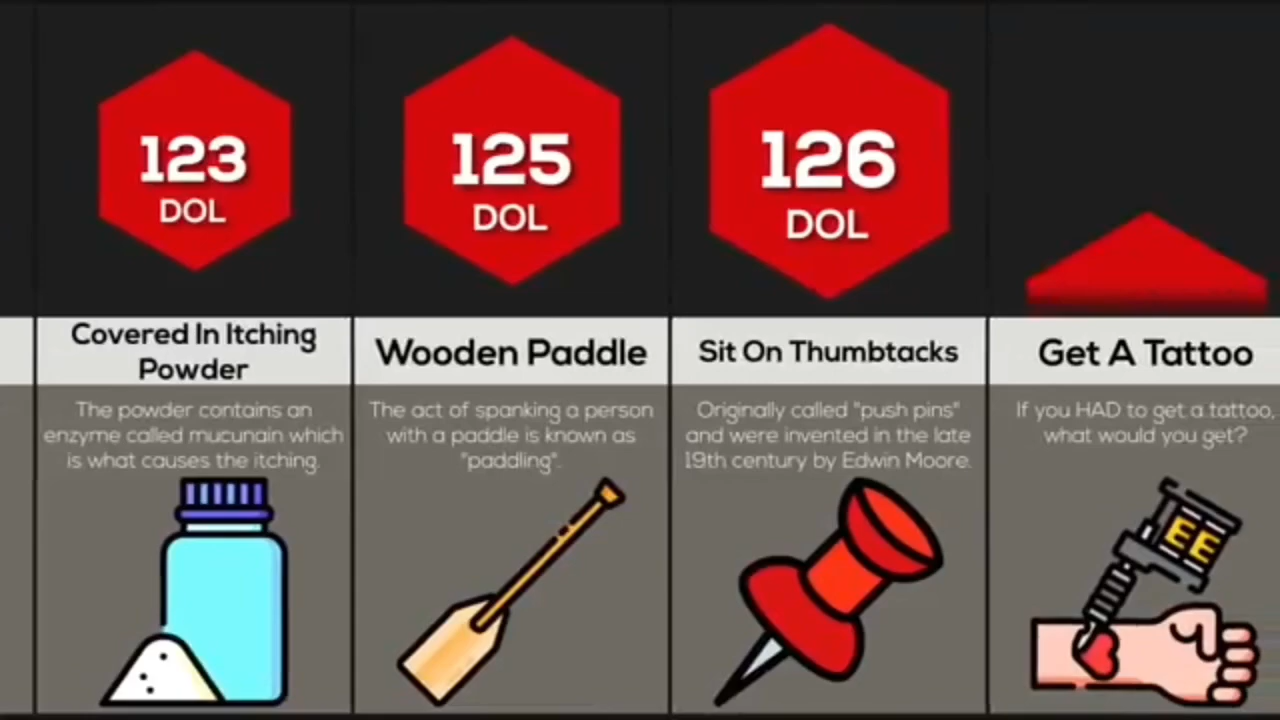 123
DOL
Covered In Itching
Powder
The powder contains an
enzyme called mucunain which
is what causes the itching.
125
DOL
Wooden Paddle
The act of spanking a person
with a paddle is known as
"paddling".
126
DOL
Sit On Thumbtacks
Originally called "push pins"
and were invented in the late
19th century by Edwin Moore.
Get A Tattoo
If you HAD to get a tattoo,
what would you get?